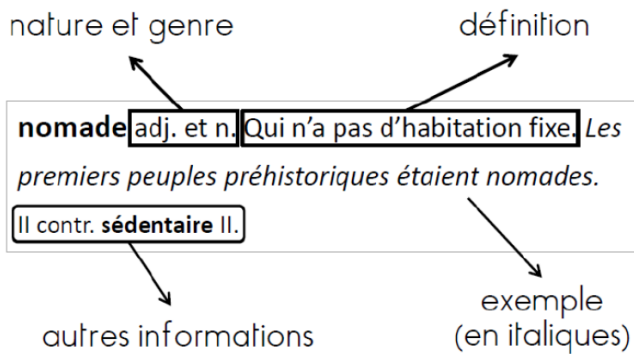 nature et genre
définition
nomade adj. et n. Qui n’a pas d’habitation fixe. Les
premiers peuples préhistoriques étaient nomades.
II contr. sédentaire II.
exemple
autres informations
(en italiques)